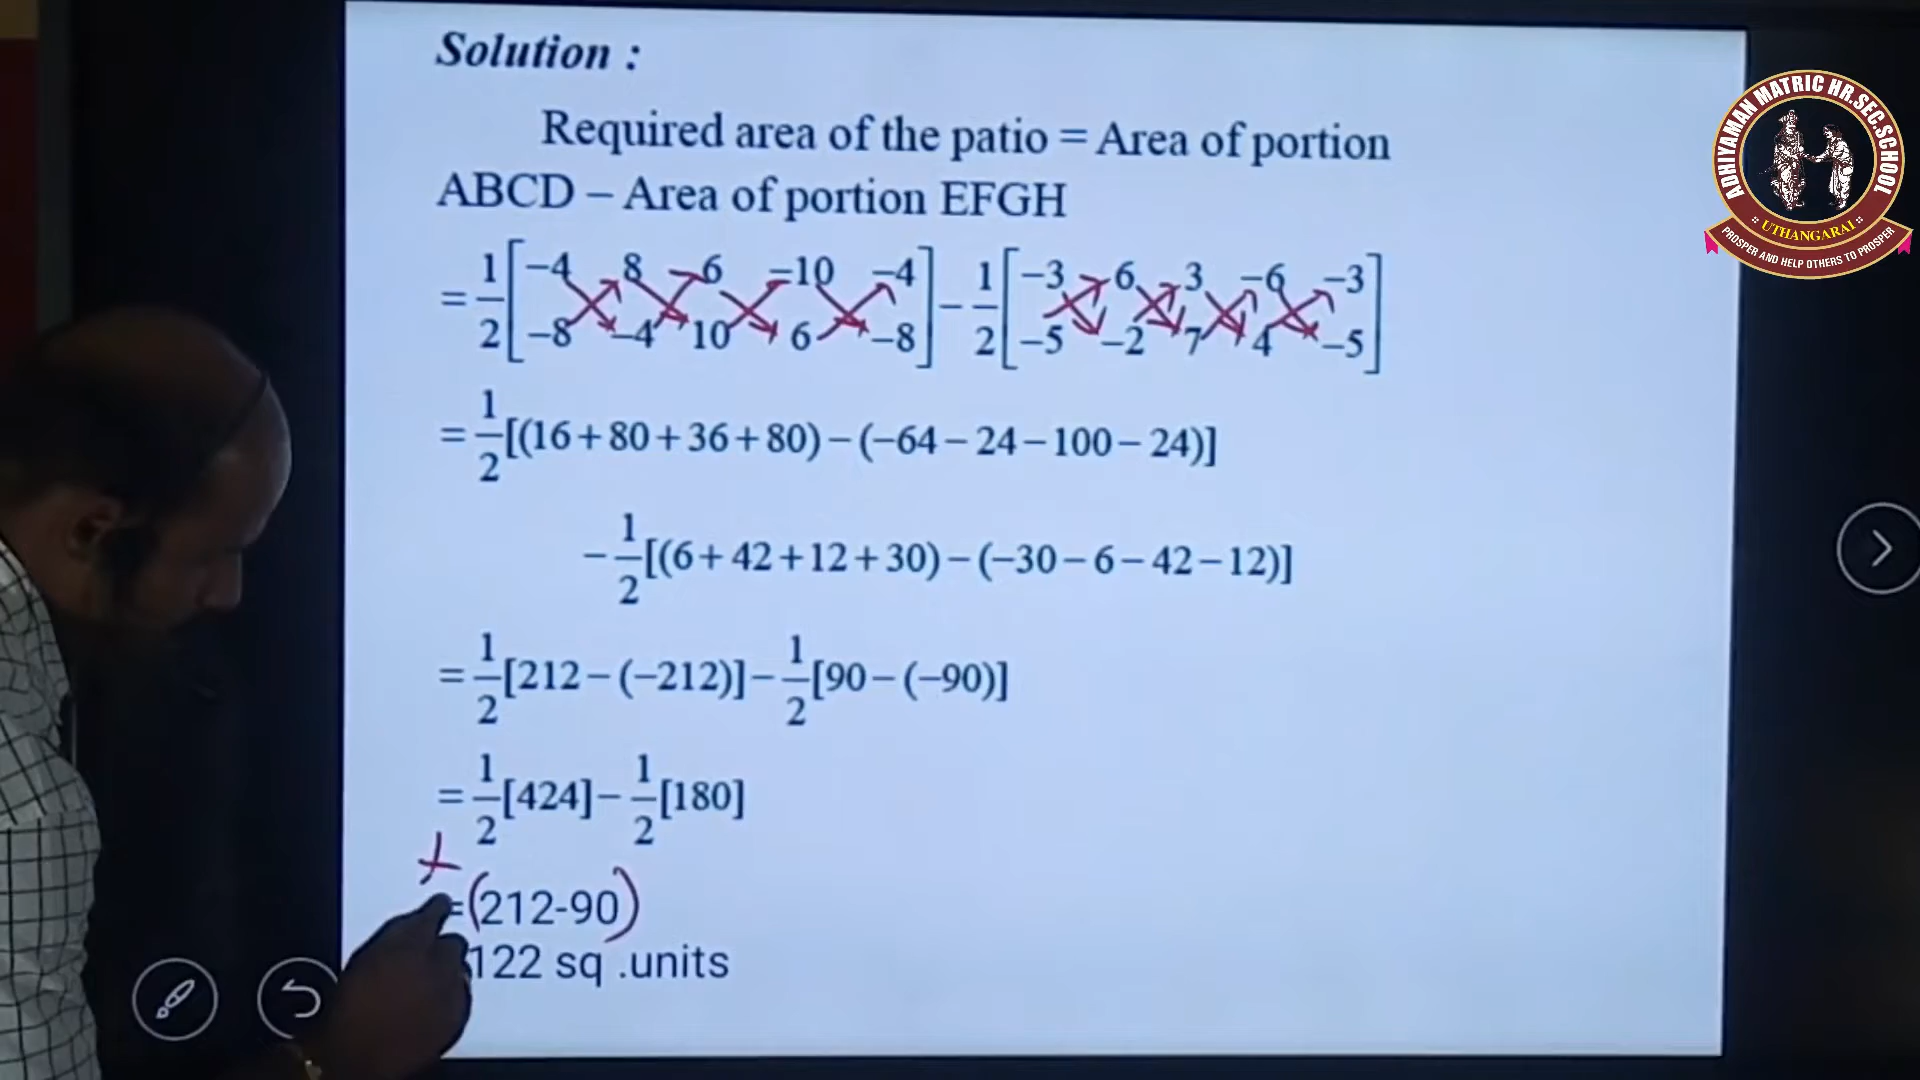 Solution :
Required area of the patio = Area of portion
ABCD – Area of portion EFGH
= 1/2 [ −4 8 −6 −10 −4 ] − 1/2 [ −3 6 3 −6 −3 ]
−8 −4 10 6 −8 −5 −2 7 4 −5
= 1/2 [(16 + 80 + 36 + 80) − (−64 − 24 − 100 − 24)]
− 1/2 [(6 + 42 + 12 + 30) − (−30 − 6 − 42 − 12)]
= 1/2 [212 − (−212)] − 1/2 [90 − (−90)]
= 1/2 [424] − 1/2 [180]
=(212-90)
122 sq .units
ADHIYAMAN MATRIC HR.SEC.SCHOOL
:: UTHANGARAI ::
PROSPER AND HELP OTHERS TO PROSPER